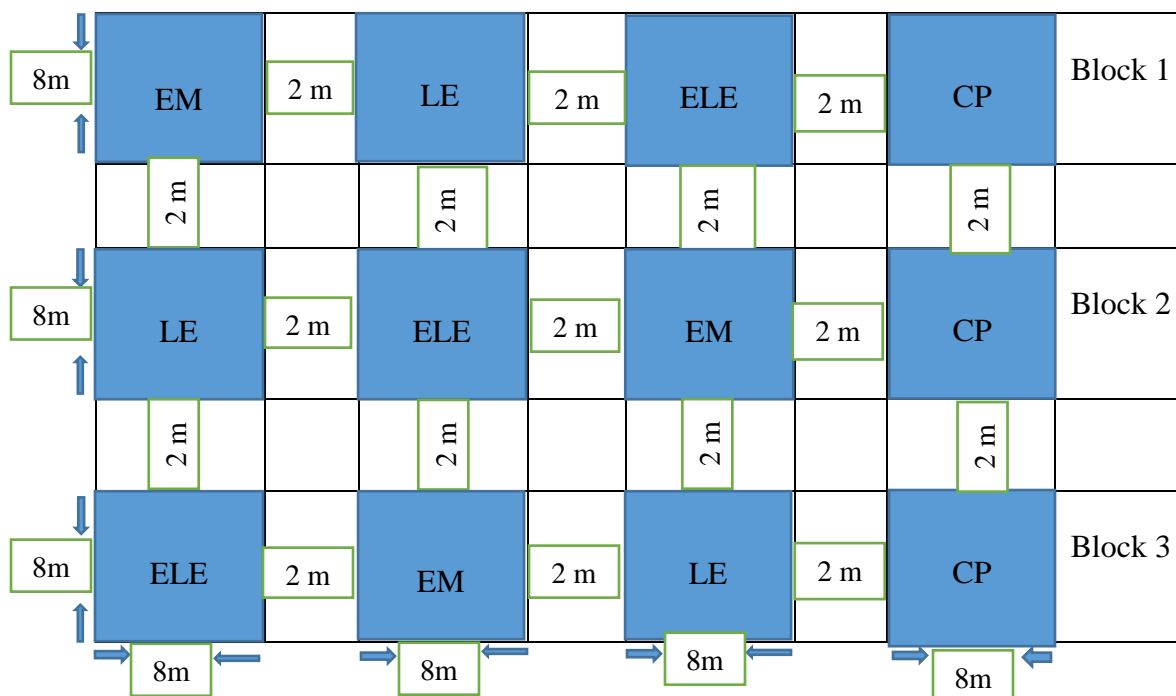 8m EM 2 m LE 2 m ELE 2 m CP Block 1
2 m 2 m 2 m 2 m
8m LE 2 m ELE 2 m EM 2 m CP Block 2
2 m 2 m 2 m 2 m
8m ELE 2 m EM 2 m LE 2 m CP Block 3
8m 8m 8m 8m